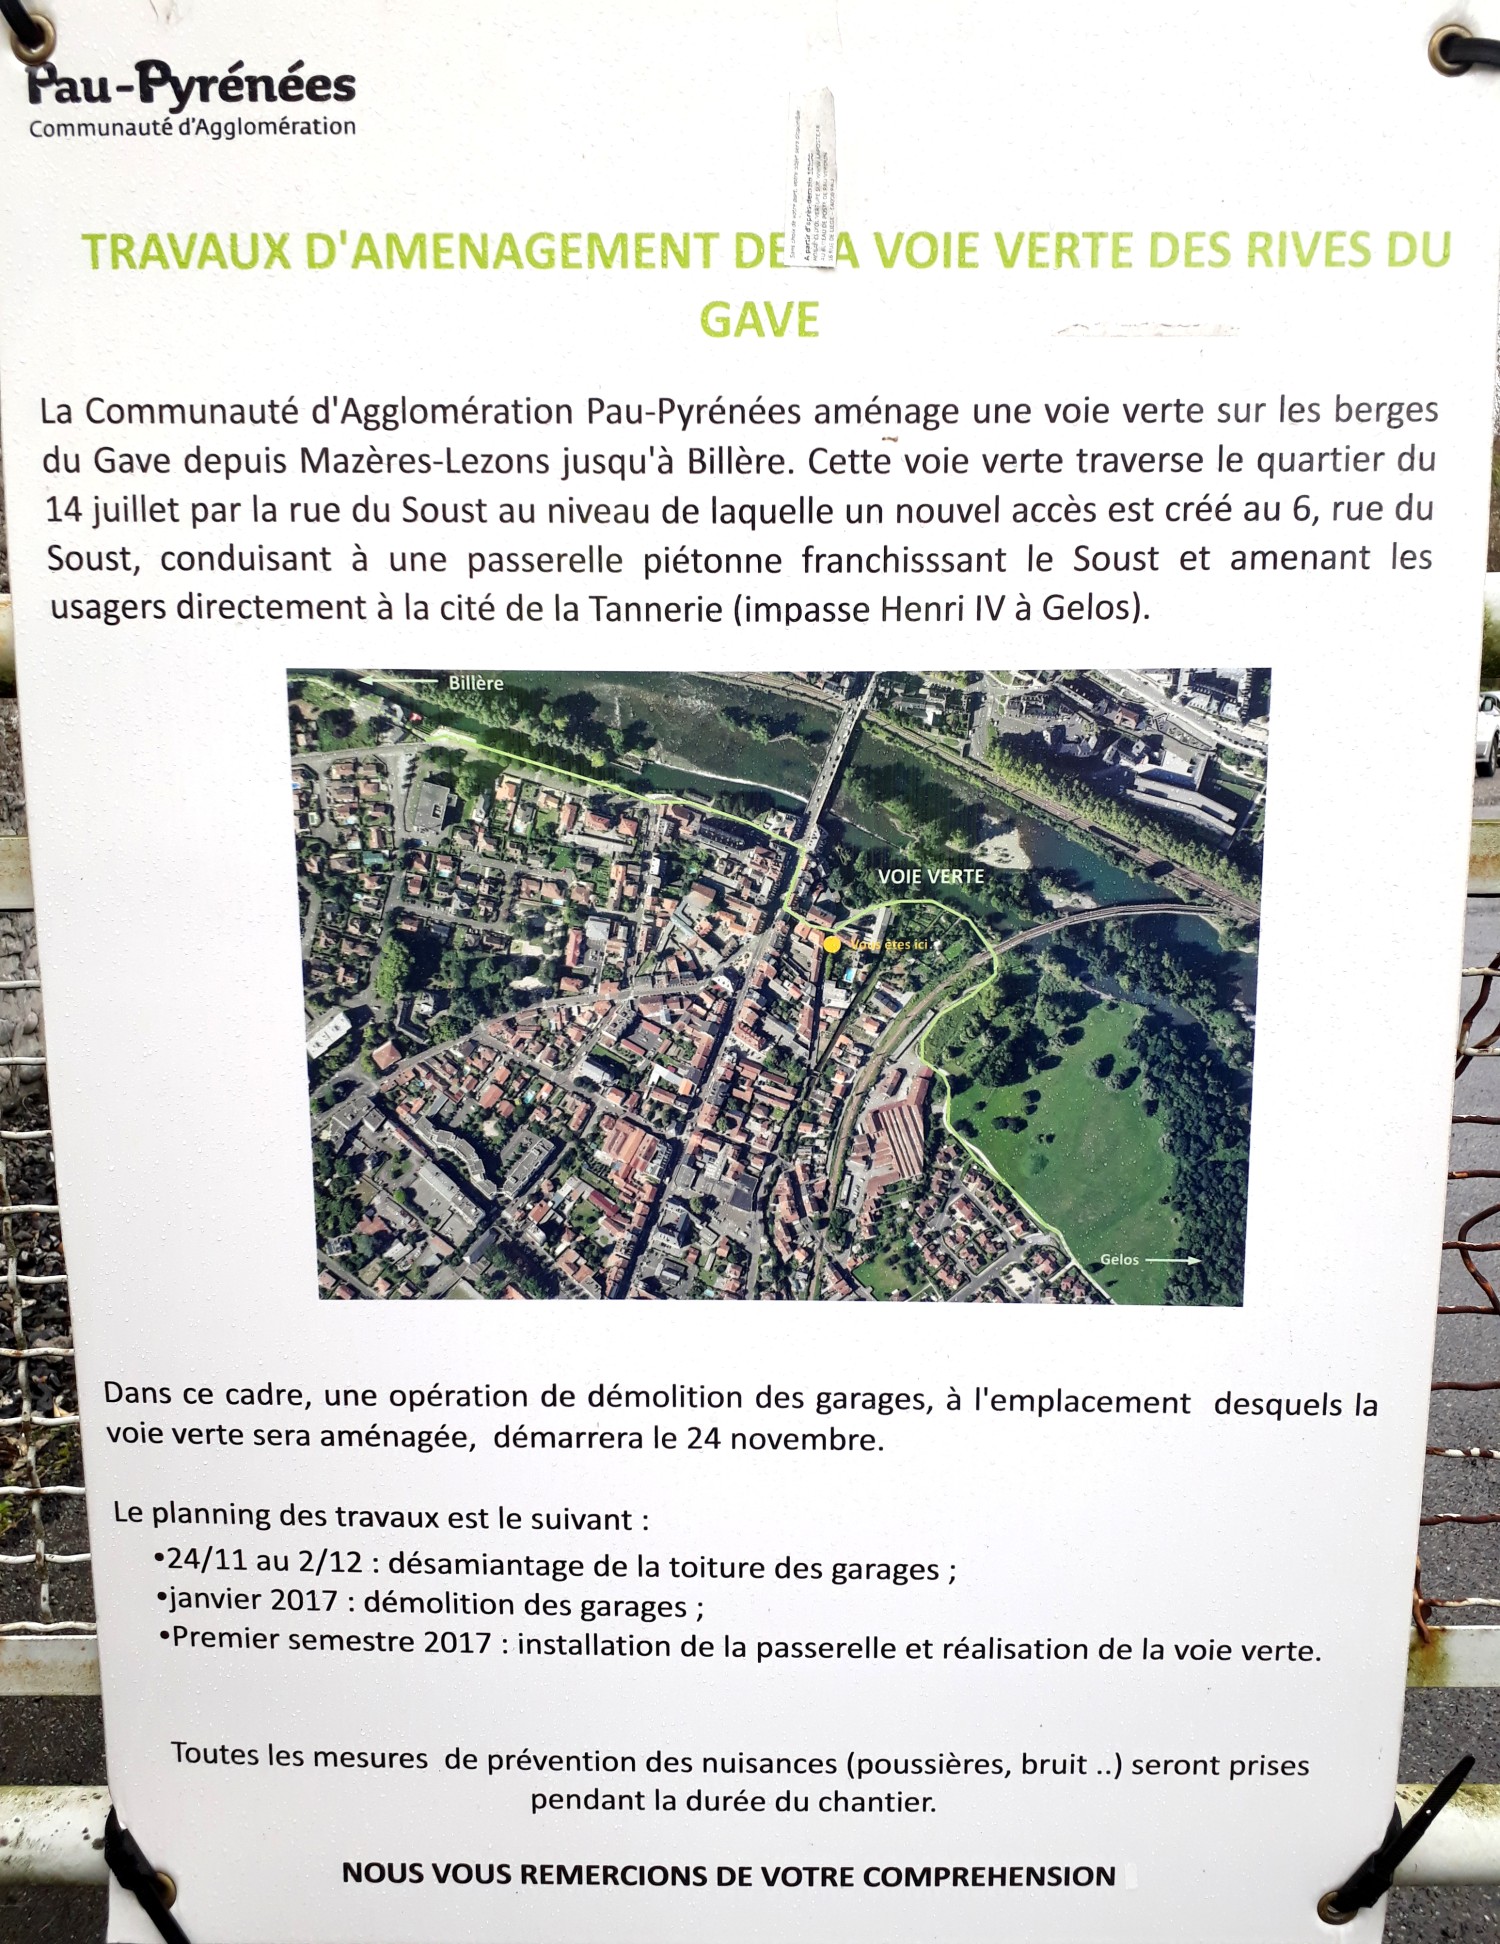 Pau-Pyrénées
Communauté d'Agglomération
TRAVAUX D'AMENAGEMENT DE LA VOIE VERTE DES RIVES DU
GAVE
La Communauté d'Agglomération Pau-Pyrénées aménage une voie verte sur les berges
du Gave depuis Mazères-Lezons jusqu'à Billère. Cette voie verte traverse le quartier du
14 juillet par la rue du Soust au niveau de laquelle un nouvel accès est créé au 6, rue du
Soust, conduisant à une passerelle piétonne franchisssant le Soust et amenant les
usagers directement à la cité de la Tannerie (impasse Henri IV à Gelos).
Billère
VOIE VERTE
Vous êtes ici
Gelos
Dans ce cadre, une opération de démolition des garages, à l'emplacement desquels la
voie verte sera aménagée, démarrera le 24 novembre.
Le planning des travaux est le suivant :
•24/11 au 2/12 : désamiantage de la toiture des garages ;
•janvier 2017 : démolition des garages ;
•Premier semestre 2017 : installation de la passerelle et réalisation de la voie verte.
Toutes les mesures de prévention des nuisances (poussières, bruit ..) seront prises
pendant la durée du chantier.
NOUS VOUS REMERCIONS DE VOTRE COMPREHENSION